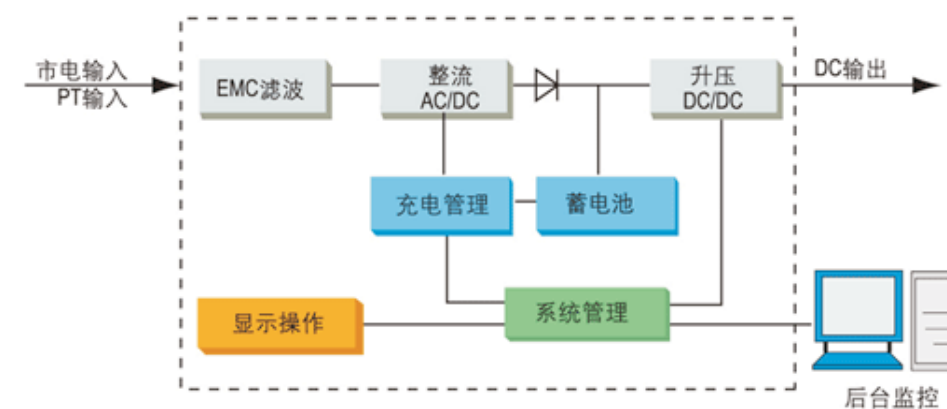 市电输入
PT输入
EMC滤波
整流
AC/DC
升压
DC/DC
DC输出
充电管理
蓄电池
显示操作
系统管理
后台监控